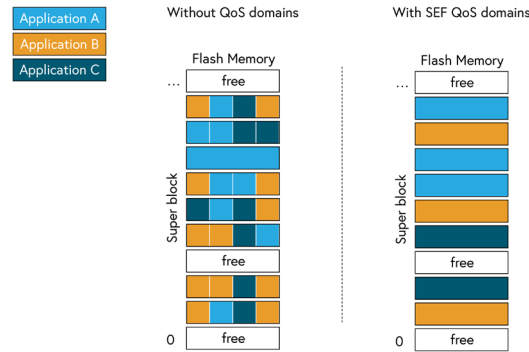 Without QoS domains
With SEF QoS domains
Application A
Application B
Application C
Flash Memory
... free
Super block
free
0 free
Flash Memory
... free
Super block
free
0 free